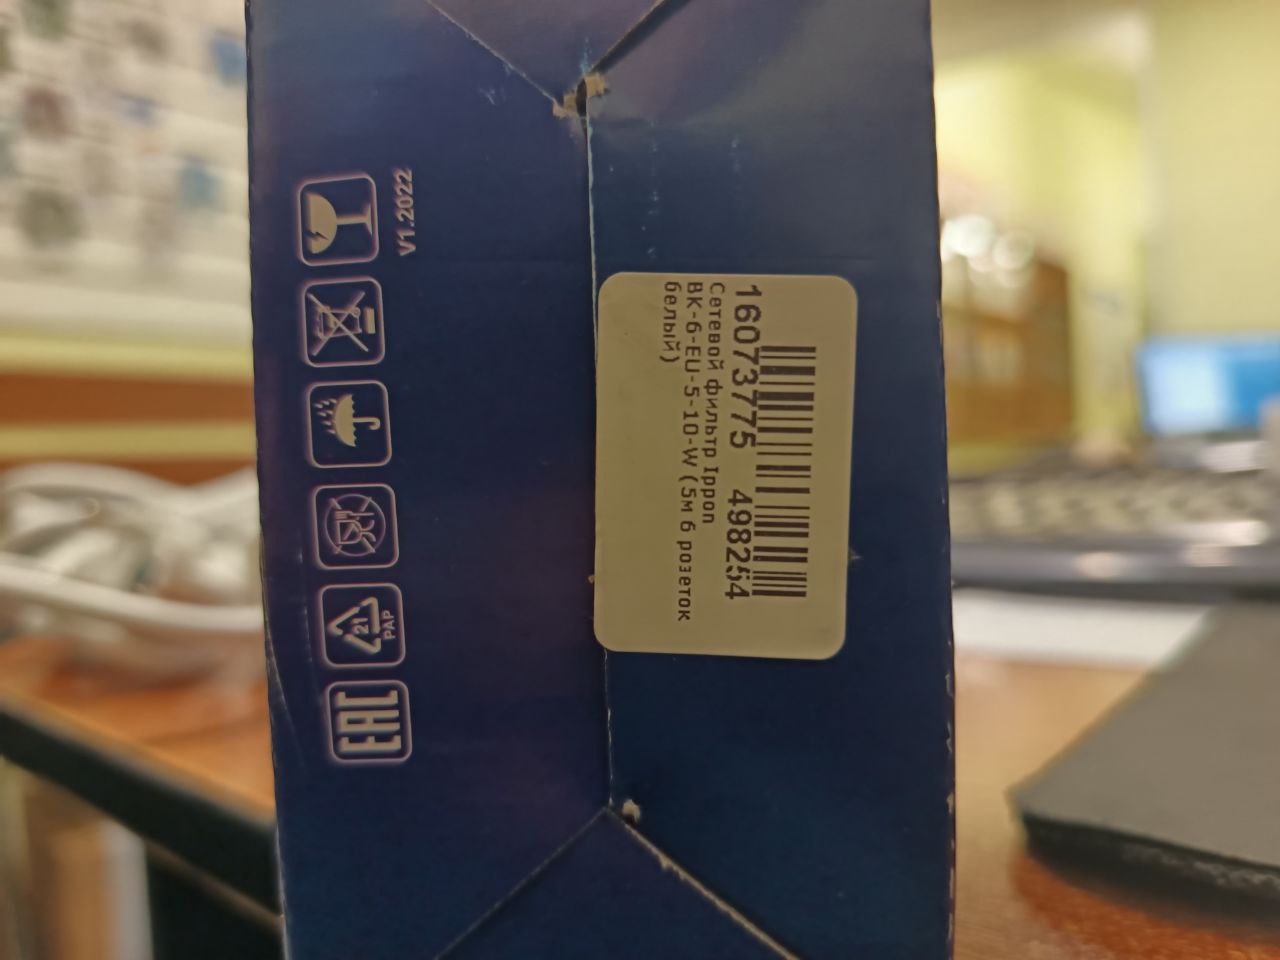 16073775 498254
Сетевой фильтр Ippon
BK-6-EU-5-10-W (5м 6 розеток
белый)
V1.2022
21
PAP
EAC